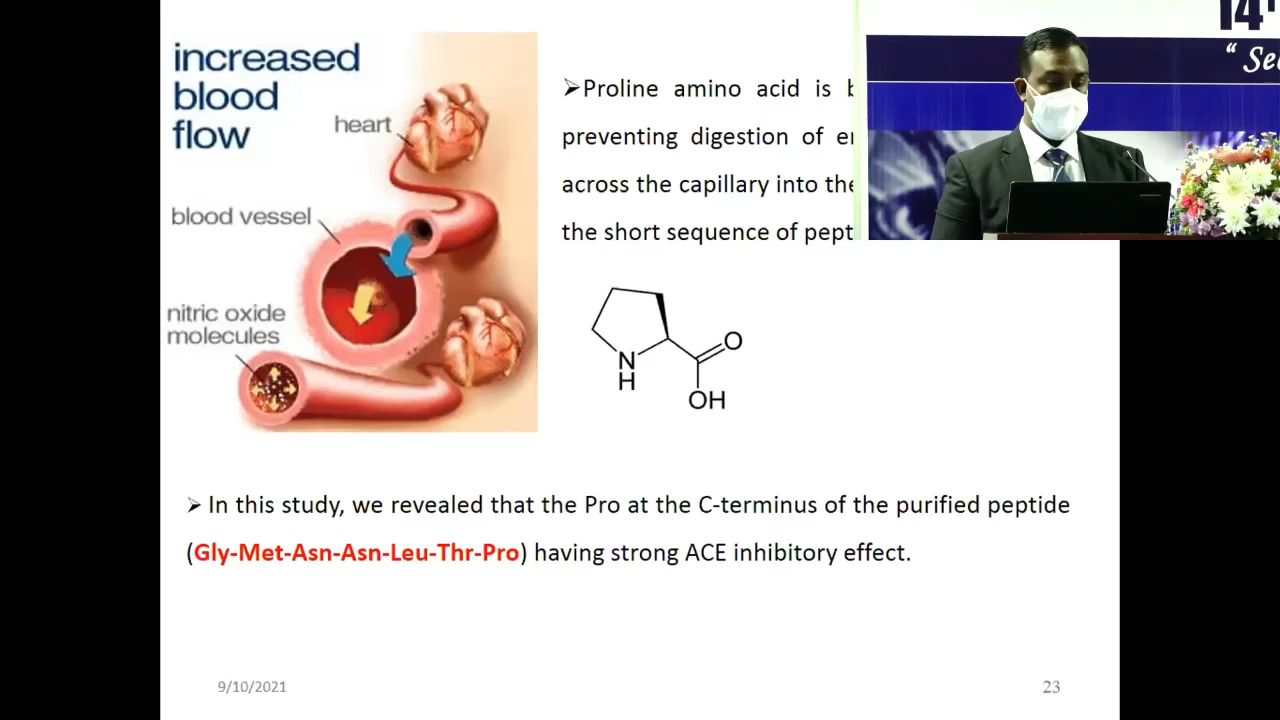 increased
blood
flow
heart
blood vessel
nitric oxide
molecules
➢Proline amino acid is
preventing digestion of
across the capillary into the
the short sequence of
N
H
O
OH
➢ In this study, we revealed that the Pro at the C-terminus of the purified peptide
(Gly-Met-Asn-Asn-Leu-Thr-Pro) having strong ACE inhibitory effect.
9/10/2021
23
14
"